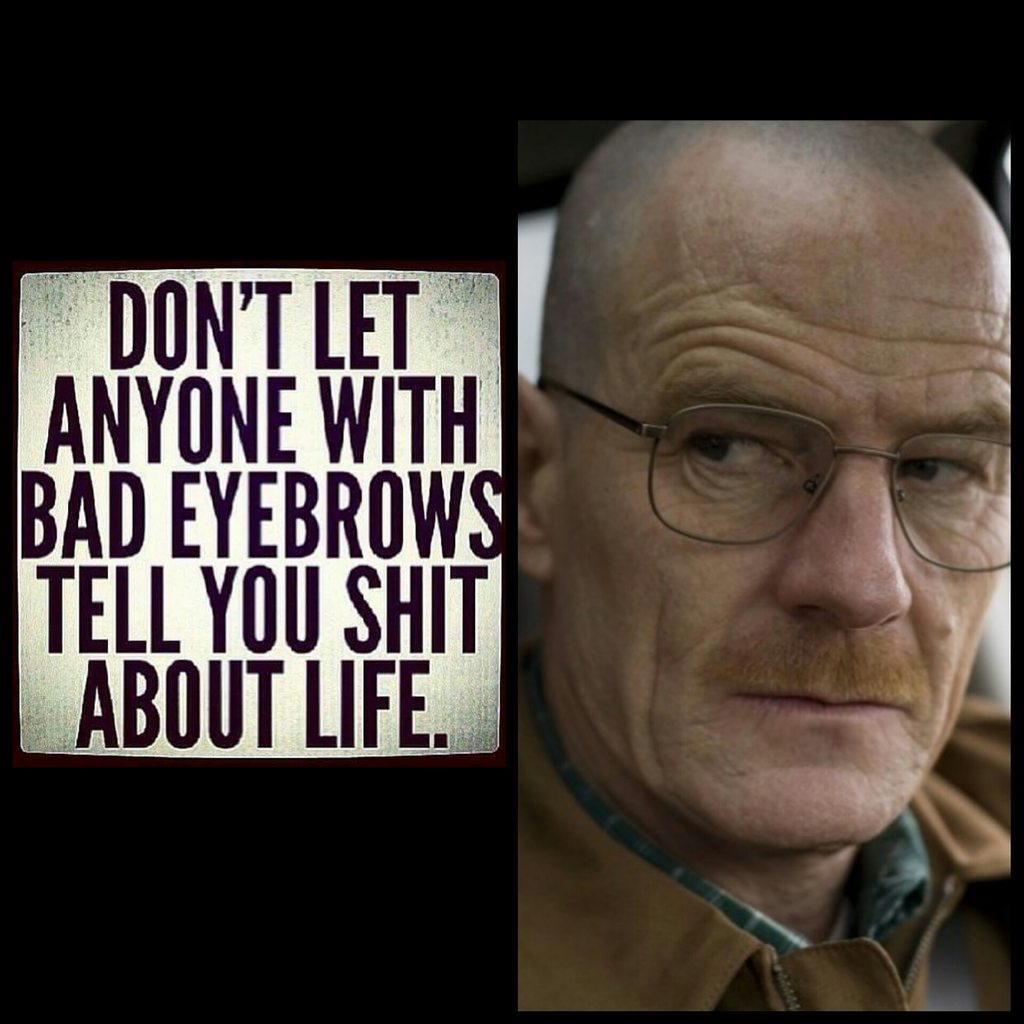 DON'T LET
ANYONE WITH
BAD EYEBROWS
TELL YOU SHIT
ABOUT LIFE.